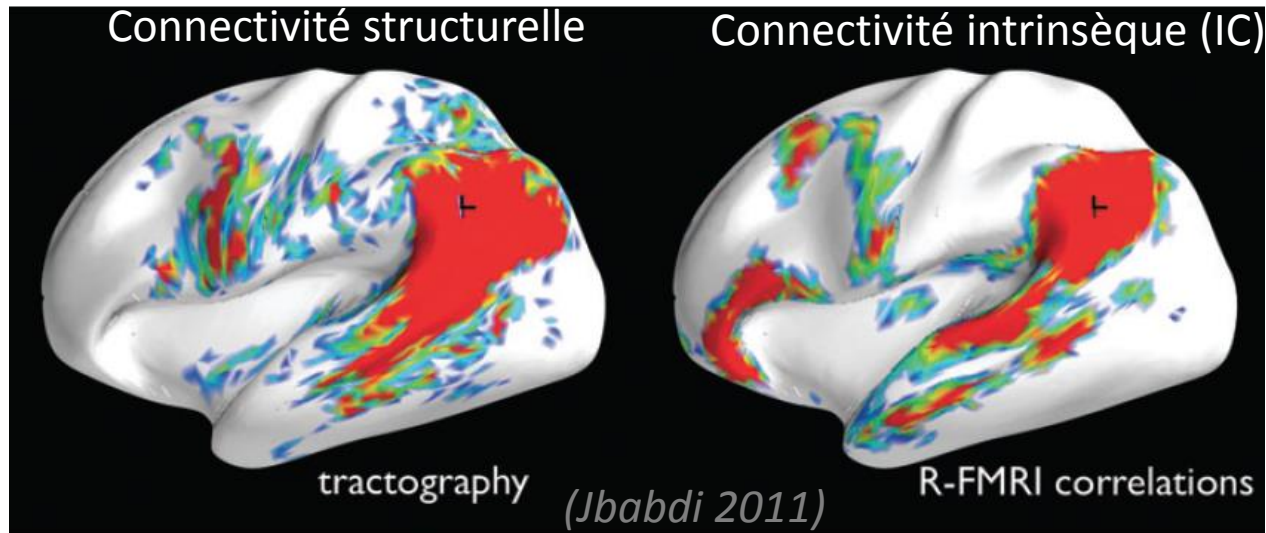 Connectivité structurelle
Connectivité intrinsèque (IC)
tractography
R-FMRI correlations
(Jbabdi 2011)